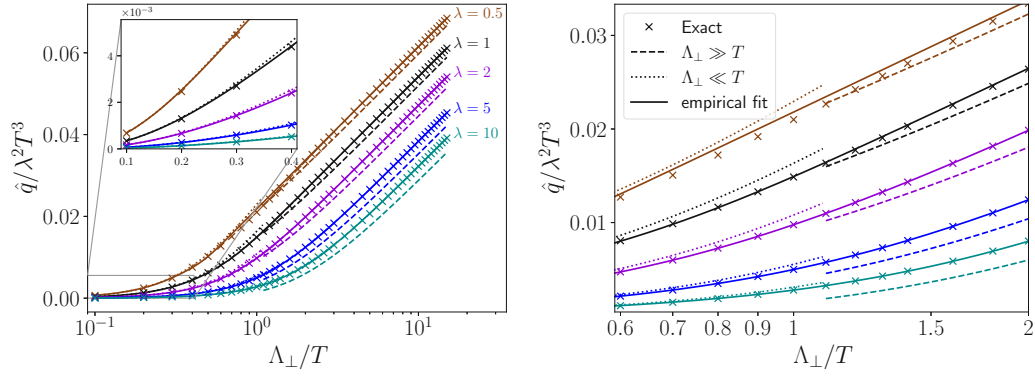 ×10⁻³
4
2
0
0.1 0.2 0.3 0.4
λ = 0.5
λ = 1
λ = 2
λ = 5
λ = 10
0.06
0.04
0.02
0.00
q̂/λ²T³
10⁻¹ 10⁰ 10¹
Λ⊥/T
0.03
0.02
0.01
q̂/λ²T³
Exact
Λ⊥ ≫ T
Λ⊥ ≪ T
empirical fit
0.6 0.7 0.8 0.9 1 1.5 2
Λ⊥/T